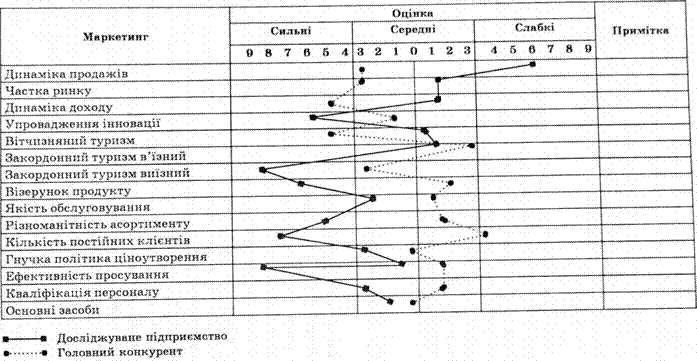 Маркетинг
Оцінка
Примітка
Сильні
Середні
Слабкі
9 8 7 6 5 4 3 2 1 0 1 2 3 4 5 6 7 8 9
Динаміка продажів
Частка ринку
Динаміка доходу
Упровадження інновації
Вітчизняний туризм
Закордонний туризм в'їзний
Закордонний туризм виїзний
Візерунок продукту
Якість обслуговування
Різноманітність асортименту
Кількість постійних клієнтів
Гнучка політика ціноутворення
Ефективність просування
Кваліфікація персоналу
Основні засоби
Досліджуване підприємство
Головний конкурент